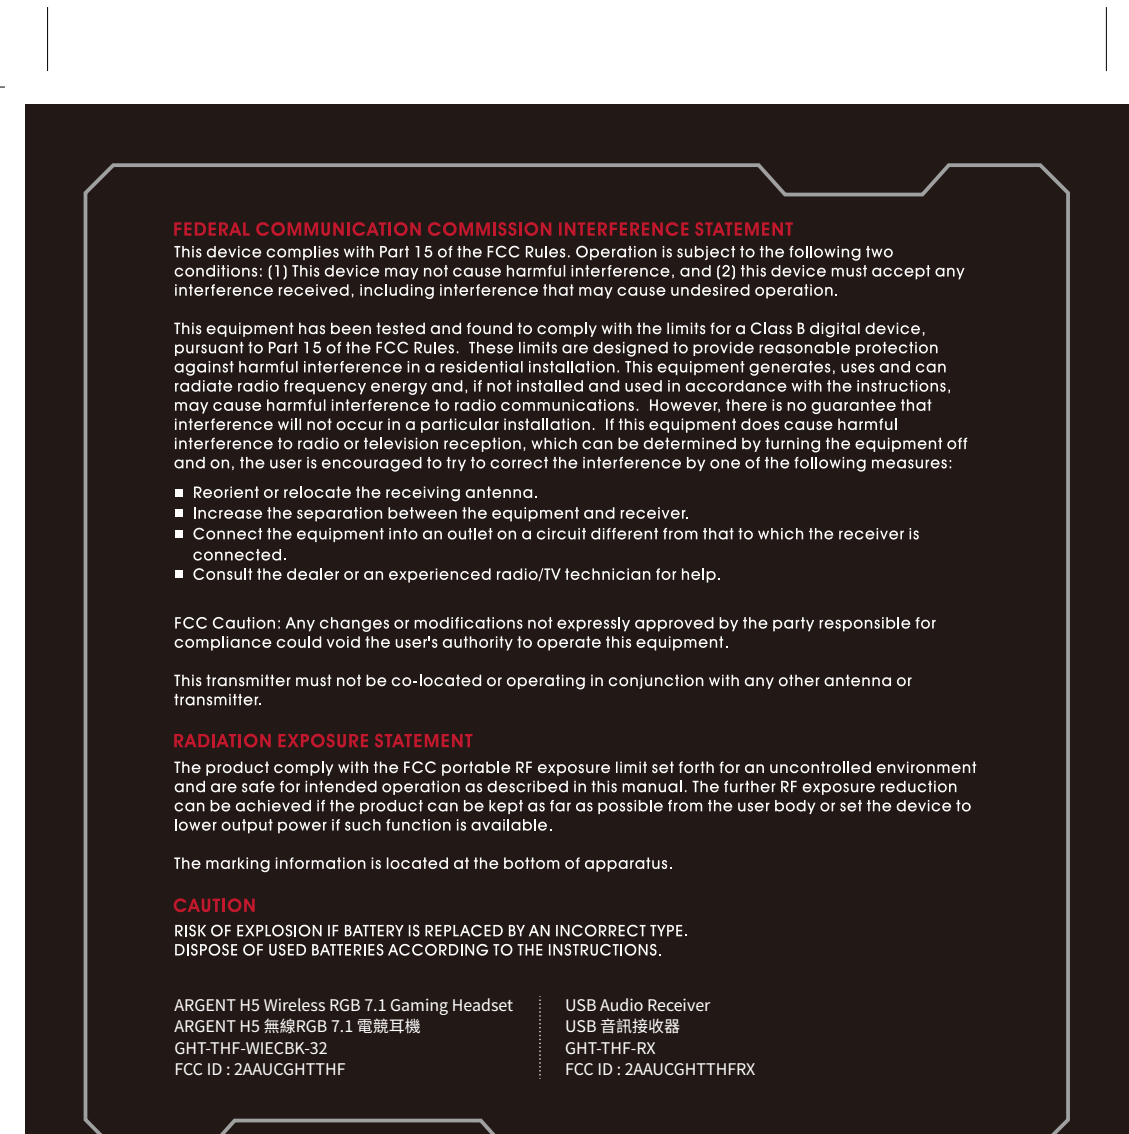 FEDERAL COMMUNICATION COMMISSION INTERFERENCE STATEMENT
This device complies with Part 15 of the FCC Rules. Operation is subject to the following two
conditions: (1) This device may not cause harmful interference, and (2) this device must accept any
interference received, including interference that may cause undesired operation.
This equipment has been tested and found to comply with the limits for a Class B digital device,
pursuant to Part 15 of the FCC Rules.  These limits are designed to provide reasonable protection
against harmful interference in a residential installation. This equipment generates, uses and can
radiate radio frequency energy and, if not installed and used in accordance with the instructions,
may cause harmful interference to radio communications.  However, there is no guarantee that
interference will not occur in a particular installation.  If this equipment does cause harmful
interference to radio or television reception, which can be determined by turning the equipment off
and on, the user is encouraged to try to correct the interference by one of the following measures:
■ Reorient or relocate the receiving antenna.
■ Increase the separation between the equipment and receiver.
■ Connect the equipment into an outlet on a circuit different from that to which the receiver is
connected.
■ Consult the dealer or an experienced radio/TV technician for help.
FCC Caution: Any changes or modifications not expressly approved by the party responsible for
compliance could void the user's authority to operate this equipment.
This transmitter must not be co-located or operating in conjunction with any other antenna or
transmitter.
RADIATION EXPOSURE STATEMENT
The product comply with the FCC portable RF exposure limit set forth for an uncontrolled environment
and are safe for intended operation as described in this manual. The further RF exposure reduction
can be achieved if the product can be kept as far as possible from the user body or set the device to
lower output power if such function is available.
The marking information is located at the bottom of apparatus.
CAUTION
RISK OF EXPLOSION IF BATTERY IS REPLACED BY AN INCORRECT TYPE.
DISPOSE OF USED BATTERIES ACCORDING TO THE INSTRUCTIONS.
ARGENT H5 Wireless RGB 7.1 Gaming Headset
ARGENT H5 無線RGB 7.1 電競耳機
GHT-THF-WIECBK-32
FCC ID : 2AAUCGHTTHF
USB Audio Receiver
USB 音訊接收器
GHT-THF-RX
FCC ID : 2AAUCGHTTHFRX